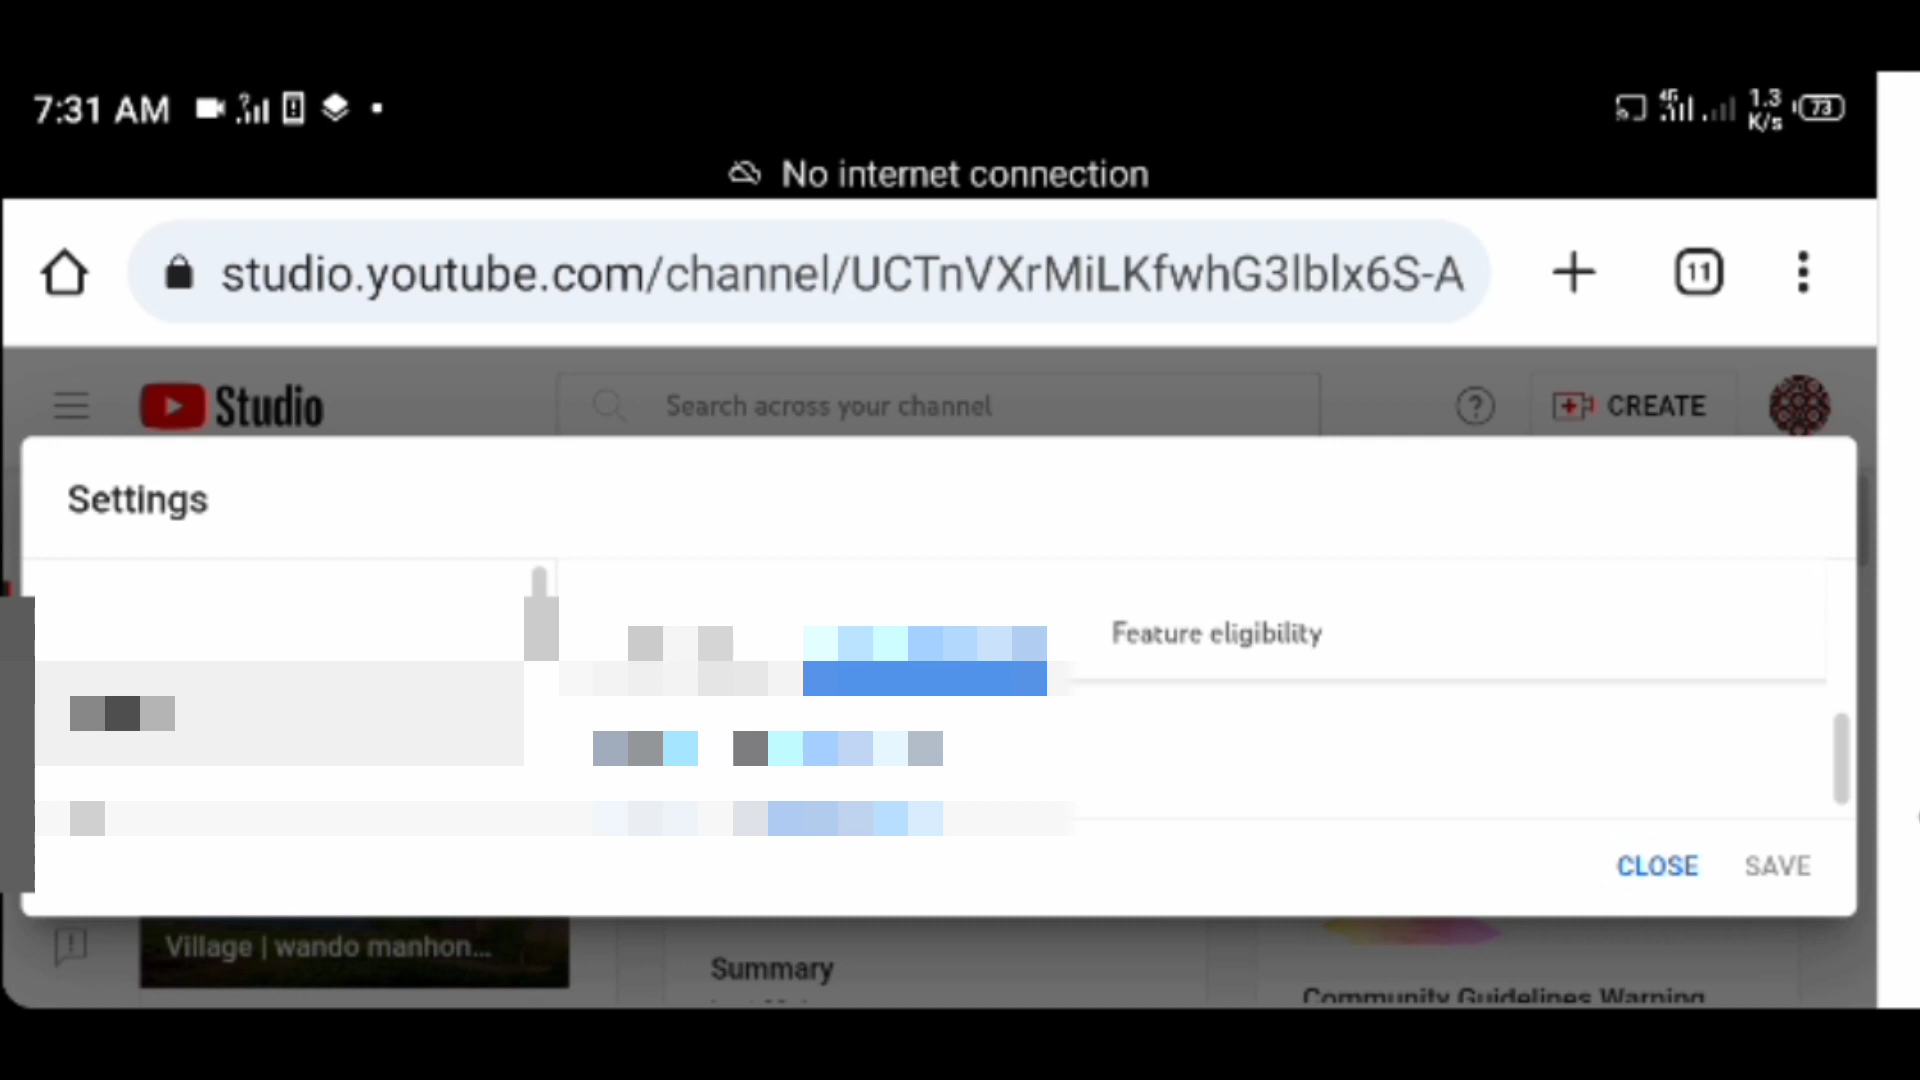 7:31 AM
4G 1.3 K/s 73
No internet connection
studio.youtube.com/channel/UCTnVXrMiLKfwhG3lblx6S-A
11
Studio
Search across your channel
CREATE
Settings
Feature eligibility
CLOSE SAVE
Village | wando manhon...
Summary
Community Guidelines Warning